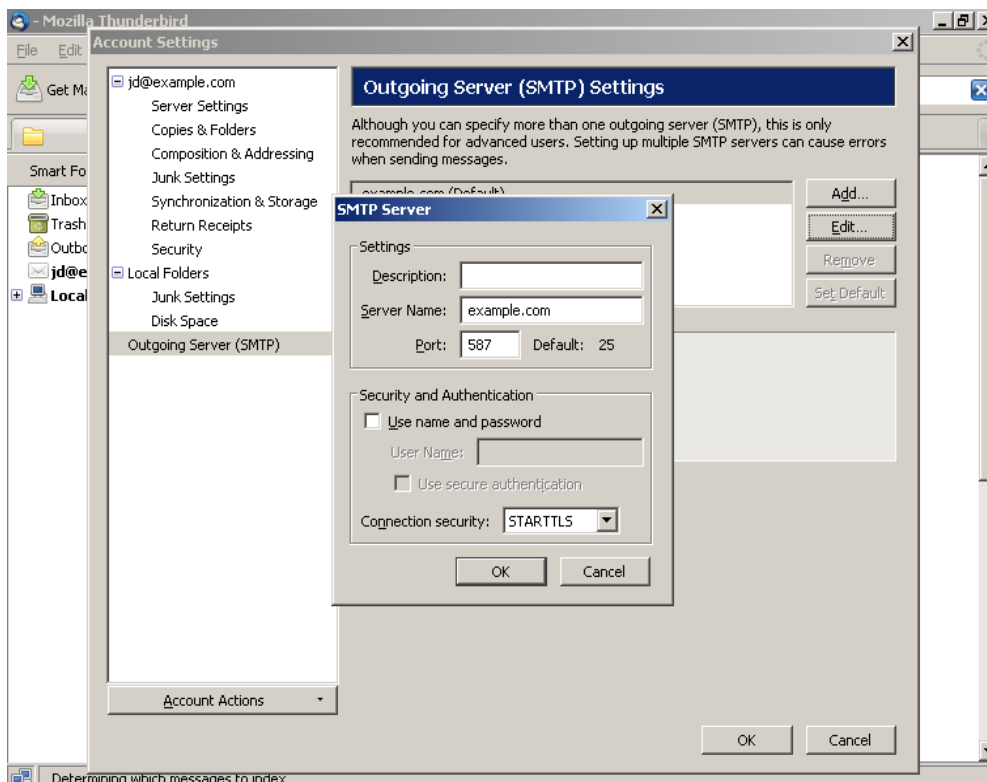 - Mozilla Thunderbird
File Edit
Account Settings
Get
Smart
Inbox
Trash
jd@example.com
Server Settings
Copies & Folders
Composition & Addressing
Junk Settings
Synchronization & Storage
Return Receipts
Security
Local Folders
Junk Settings
Disk Space
Outgoing Server (SMTP)
Account Actions
Outgoing Server (SMTP) Settings
Although you can specify more than one outgoing server (SMTP), this is only
recommended for advanced users. Setting up multiple SMTP servers can cause errors
when sending messages.
example.com (Default)
Add...
Edit...
Remove
Set Default
SMTP Server
Settings
Description:
Server Name: example.com
Port: 587 Default: 25
Security and Authentication
Use name and password
User Name:
Use secure authentication
Connection security: STARTTLS
OK Cancel
OK Cancel
Determining which messages to index